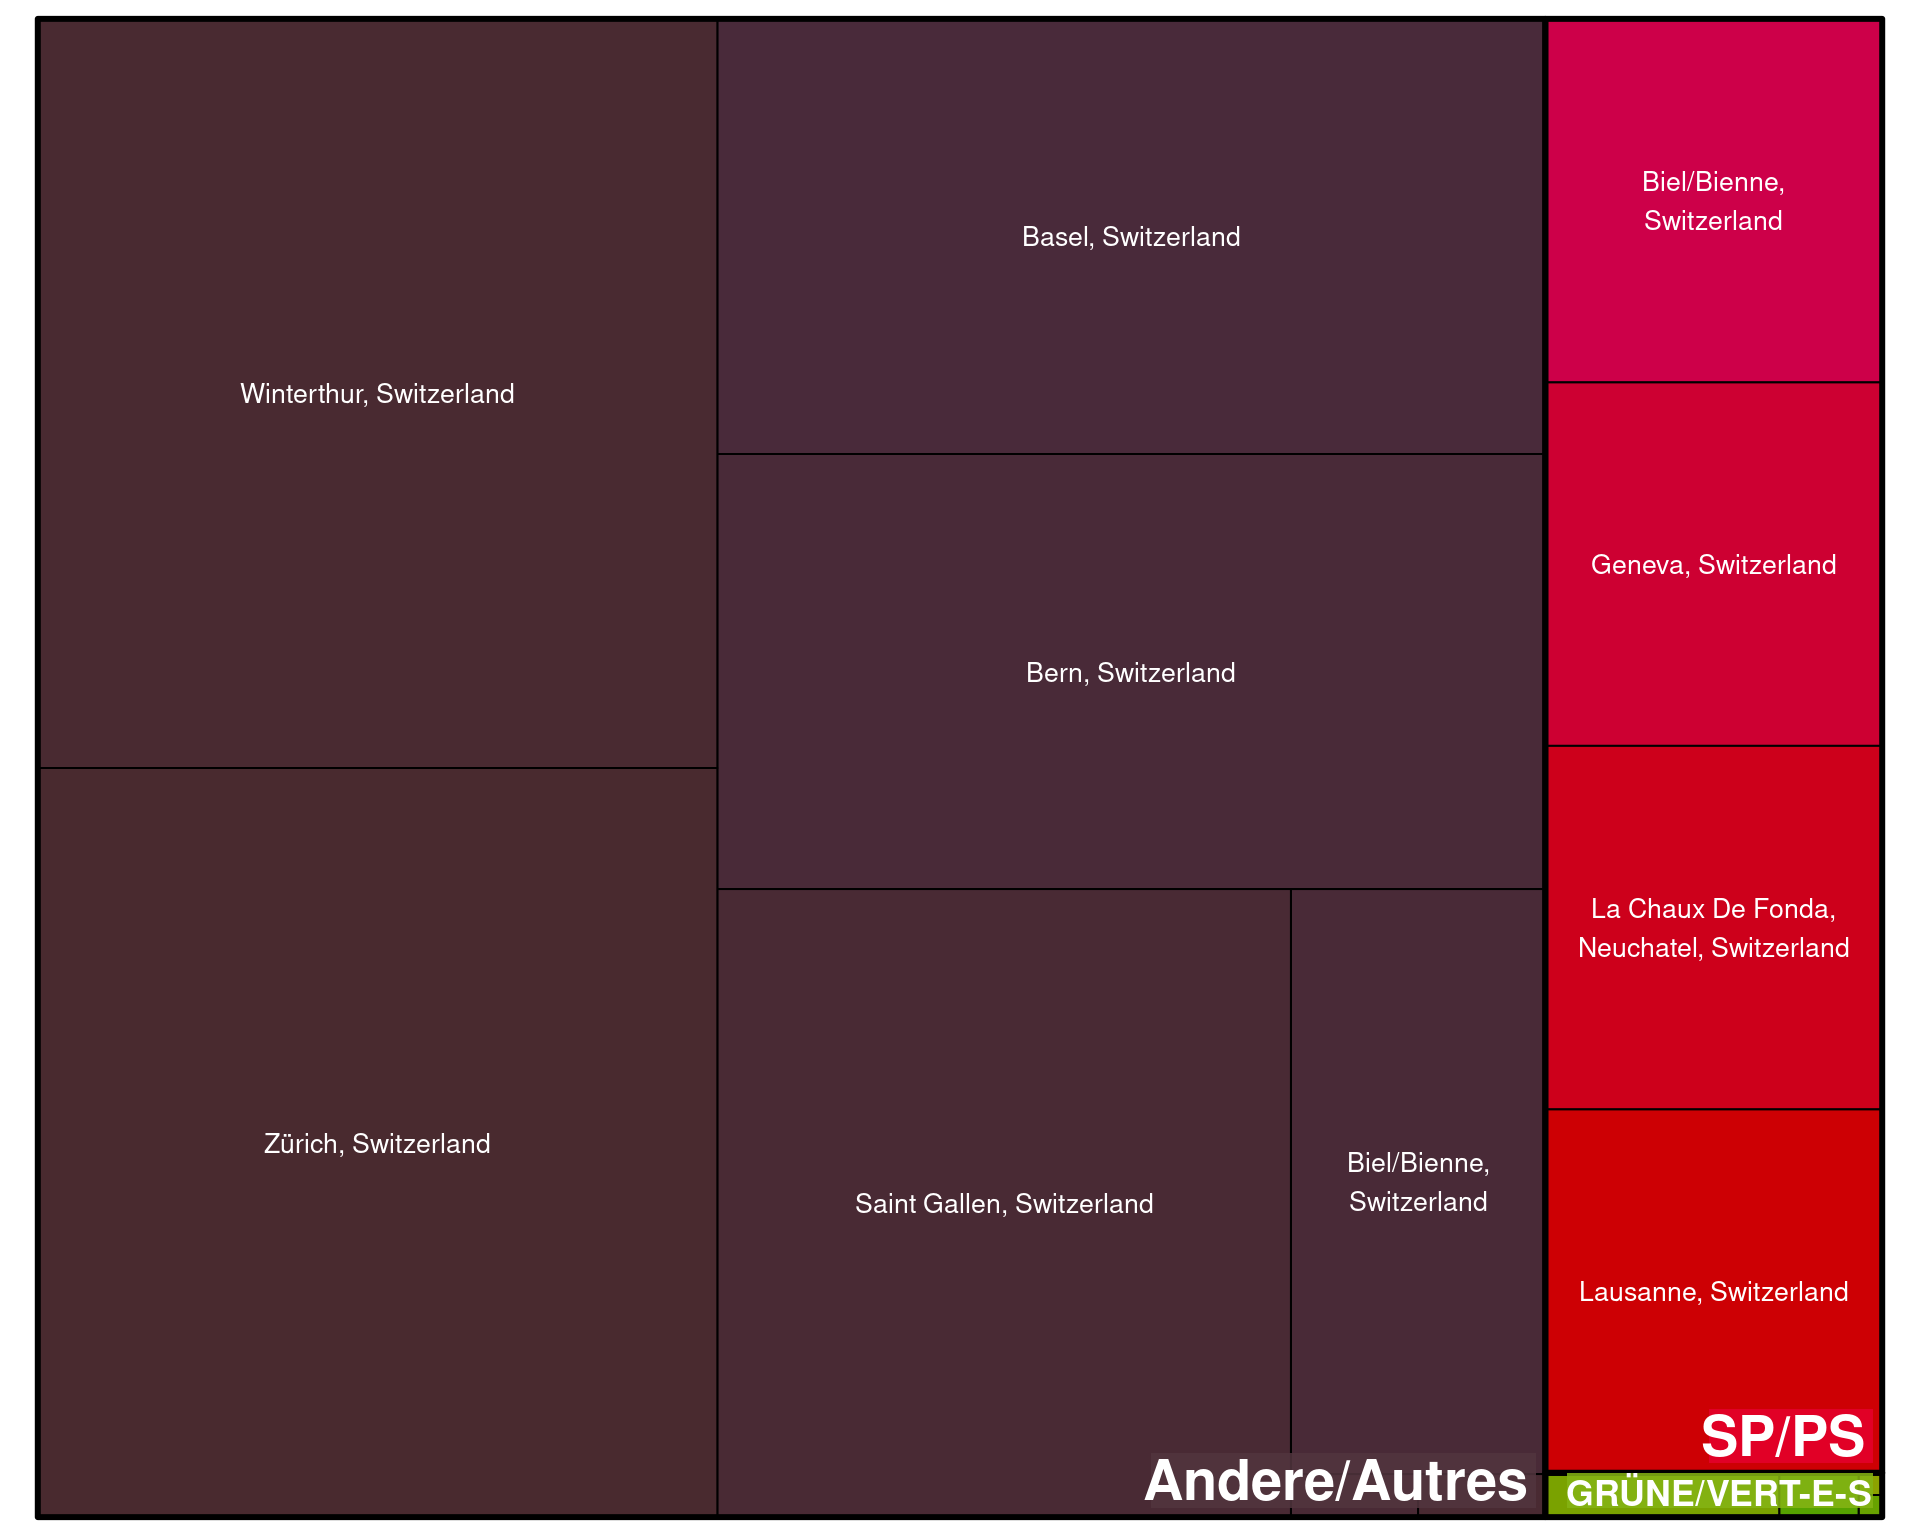 Winterthur, Switzerland
Zürich, Switzerland
Basel, Switzerland
Bern, Switzerland
Saint Gallen, Switzerland
Biel/Bienne,
Switzerland
Andere/Autres
Biel/Bienne,
Switzerland
Geneva, Switzerland
La Chaux De Fonda,
Neuchatel, Switzerland
Lausanne, Switzerland
SP/PS
GRÜNE/VERT-E-S